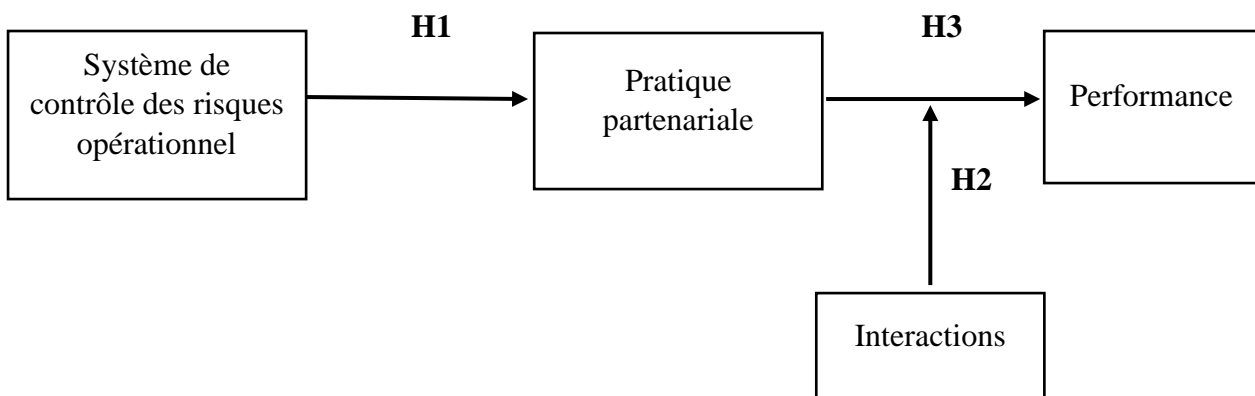 H1
H3
Système de
contrôle des risques
opérationnel
Pratique
partenariale
Performance
H2
Interactions